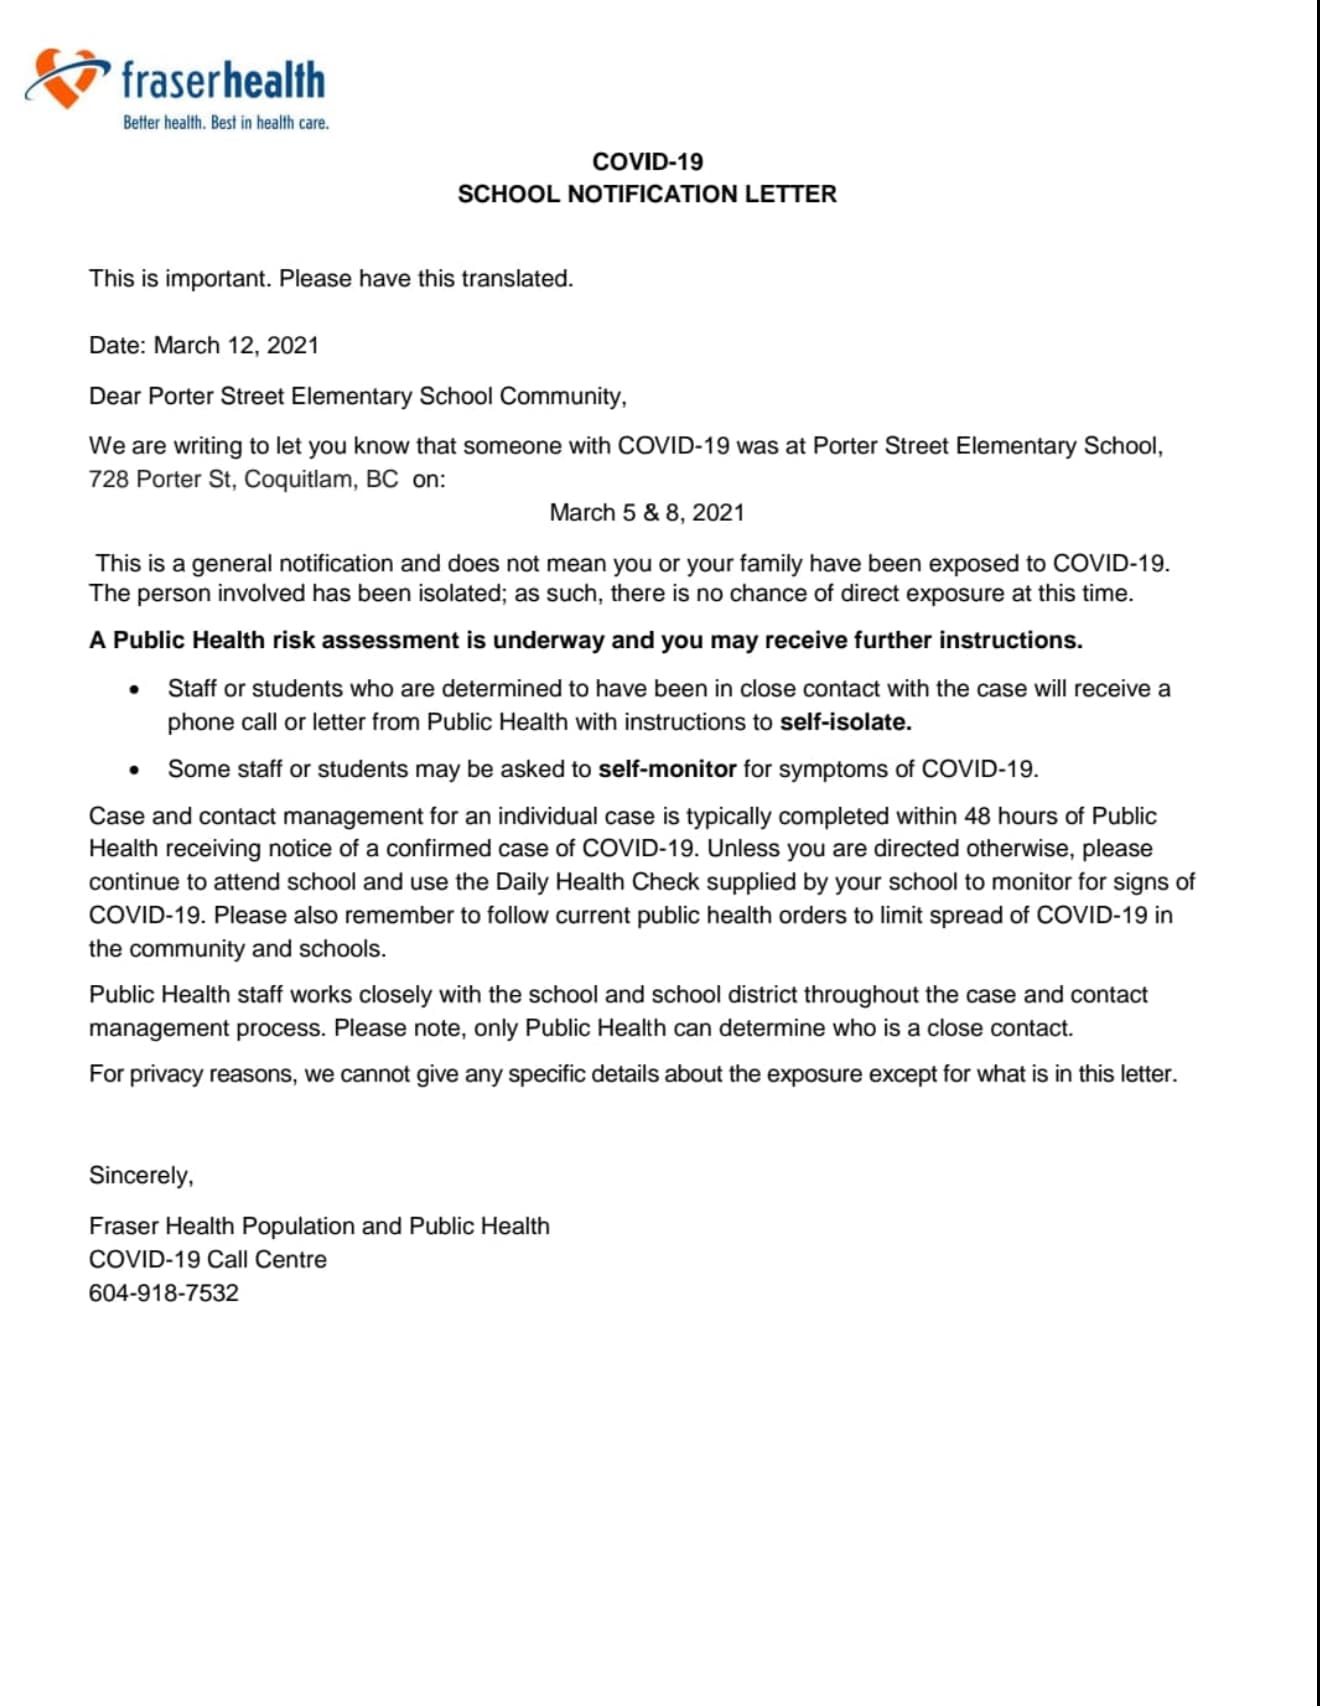 fraserhealth
Better health. Best in health care.
COVID-19
SCHOOL NOTIFICATION LETTER
This is important. Please have this translated.
Date: March 12, 2021
Dear Porter Street Elementary School Community,
We are writing to let you know that someone with COVID-19 was at Porter Street Elementary School,
728 Porter St, Coquitlam, BC  on:
March 5 & 8, 2021
This is a general notification and does not mean you or your family have been exposed to COVID-19.
The person involved has been isolated; as such, there is no chance of direct exposure at this time.
A Public Health risk assessment is underway and you may receive further instructions.
• Staff or students who are determined to have been in close contact with the case will receive a
phone call or letter from Public Health with instructions to self-isolate.
• Some staff or students may be asked to self-monitor for symptoms of COVID-19.
Case and contact management for an individual case is typically completed within 48 hours of Public
Health receiving notice of a confirmed case of COVID-19. Unless you are directed otherwise, please
continue to attend school and use the Daily Health Check supplied by your school to monitor for signs of
COVID-19. Please also remember to follow current public health orders to limit spread of COVID-19 in
the community and schools.
Public Health staff works closely with the school and school district throughout the case and contact
management process. Please note, only Public Health can determine who is a close contact.
For privacy reasons, we cannot give any specific details about the exposure except for what is in this letter.
Sincerely,
Fraser Health Population and Public Health
COVID-19 Call Centre
604-918-7532